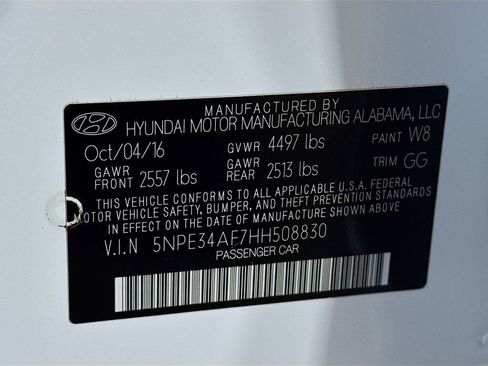 MANUFACTURED BY
HYUNDAI MOTOR MANUFACTURING ALABAMA, LLC
Oct/04/16 GVWR 4497 lbs PAINT W8
GAWR FRONT 2557 lbs GAWR REAR 2513 lbs TRIM GG
THIS VEHICLE CONFORMS TO ALL APPLICABLE U.S.A. FEDERAL
MOTOR VEHICLE SAFETY, BUMPER, AND THEFT PREVENTION STANDARDS
IN EFFECT ON THE DATE OF MANUFACTURE SHOWN ABOVE.
V.I.N 5NPE34AF7HH508830
PASSENGER CAR